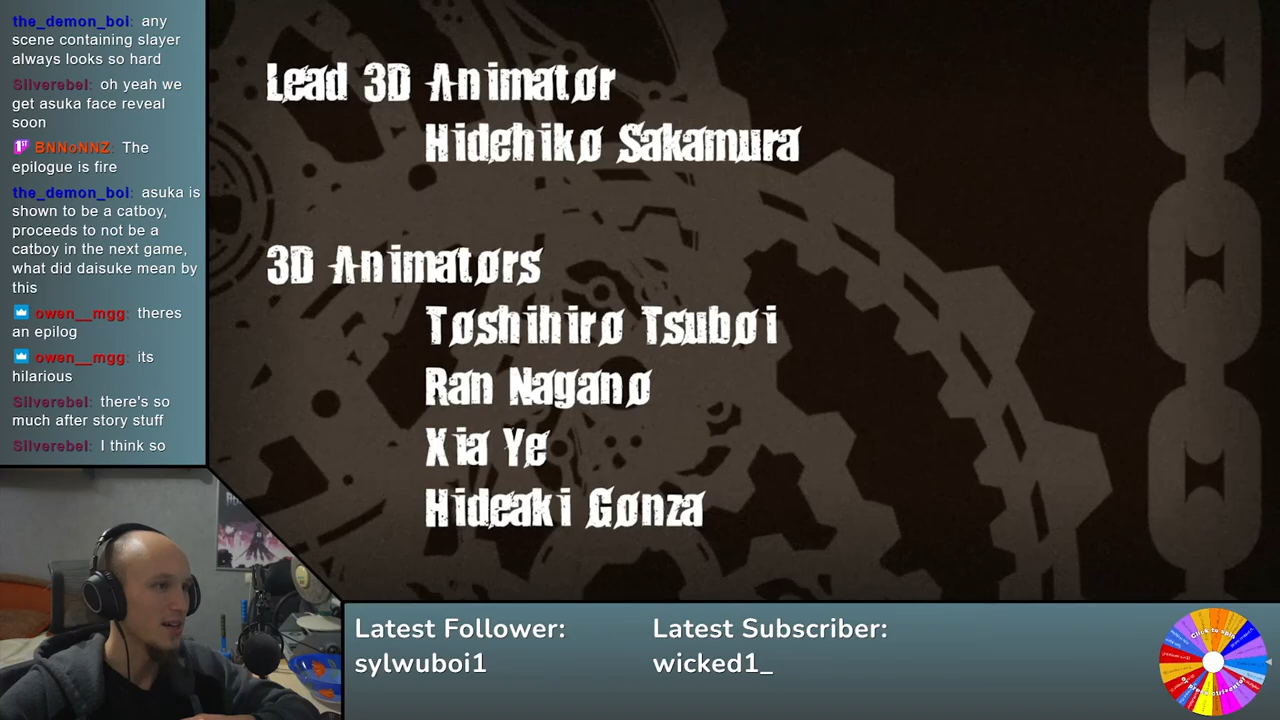 the_demon_boi: any
scene containing slayer
always looks so hard
Silverebel: oh yeah we
get asuka face reveal
soon
BNNoNNZ: The
epilogue is fire
the_demon_boi: asuka is
shown to be a catboy,
proceeds to not be a
catboy in the next game,
what did daisuke mean by
this
owen__mgg: theres
an epilog
owen__mgg: its
hilarious
Silverebel: there's so
much after story stuff
Silverebel: I think so
Lead 3D Animator
Hidehiko Sakamura
3D Animators
Toshihiro Tsuboi
Ran Nagano
Xia Ye
Hideaki Gonza
Latest Follower:
sylwuboi1
Latest Subscriber:
wicked1_
Click to spin